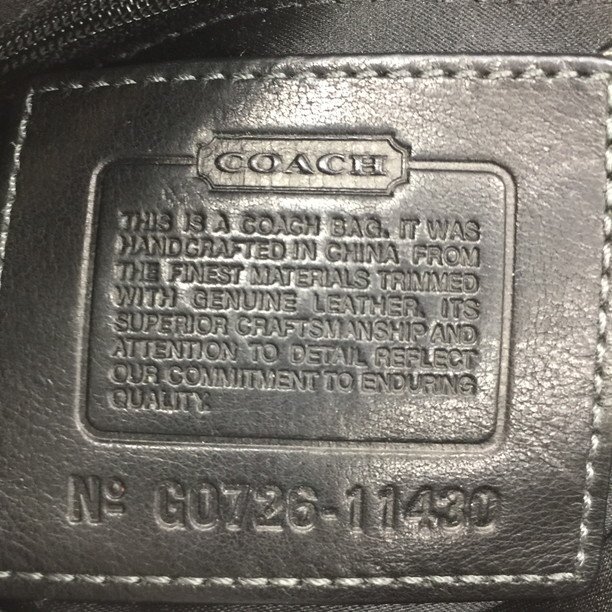 COACH
THIS IS A COACH BAG. IT WAS
HANDCRAFTED IN CHINA FROM
THE FINEST MATERIALS TRIMMED
WITH GENUINE LEATHER. ITS
SUPERIOR CRAFTSMANSHIP AND
ATTENTION TO DETAIL REFLECT
OUR COMMITMENT TO ENDURING
QUALITY.
Nº G0726-11430